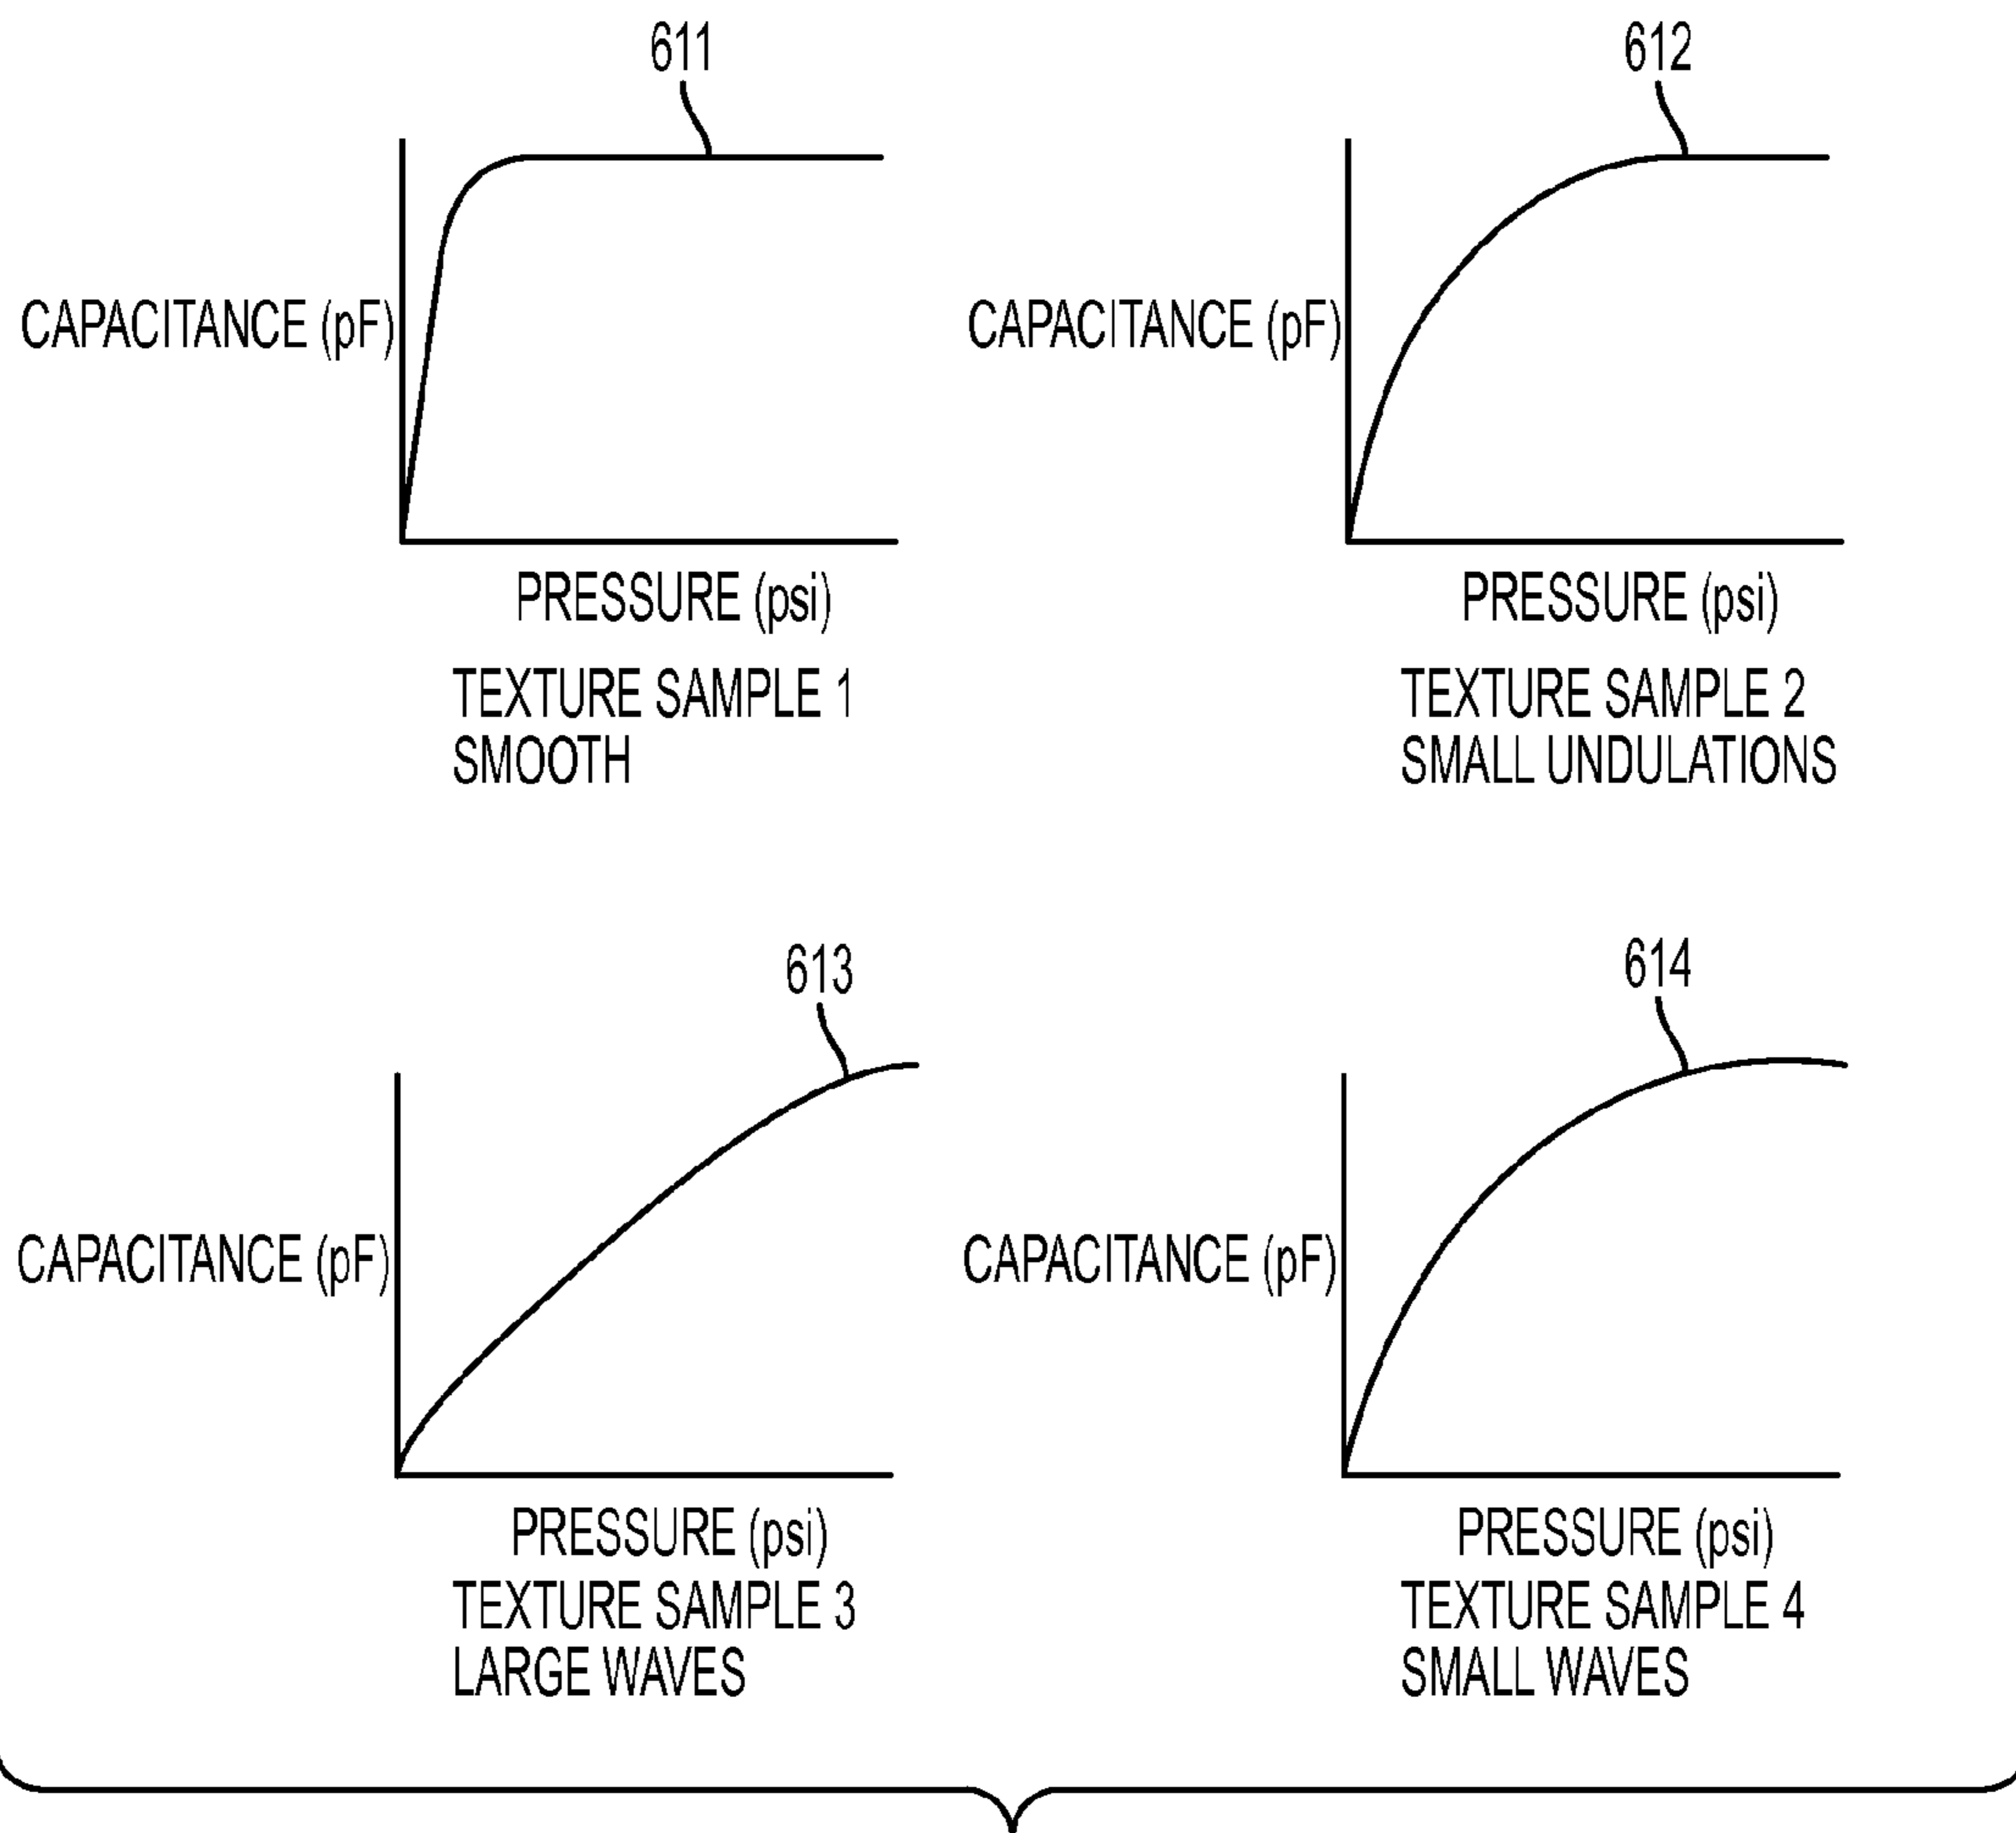 611
CAPACITANCE (pF)
PRESSURE (psi)
TEXTURE SAMPLE 1
SMOOTH
612
CAPACITANCE (pF)
PRESSURE (psi)
TEXTURE SAMPLE 2
SMALL UNDULATIONS
613
CAPACITANCE (pF)
PRESSURE (psi)
TEXTURE SAMPLE 3
LARGE WAVES
614
CAPACITANCE (pF)
PRESSURE (psi)
TEXTURE SAMPLE 4
SMALL WAVES